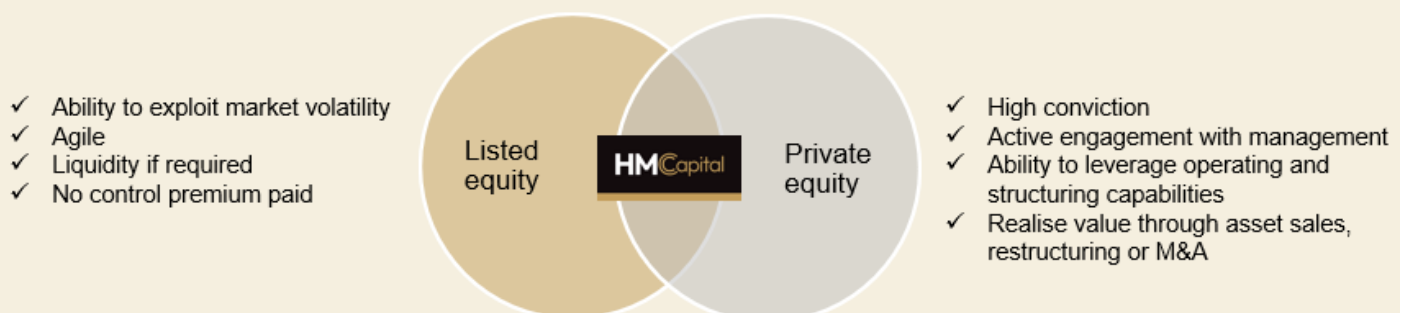 ✓ Ability to exploit market volatility
✓ Agile
✓ Liquidity if required
✓ No control premium paid
Listed
equity
HMCapital
Private
equity
✓ High conviction
✓ Active engagement with management
✓ Ability to leverage operating and
structuring capabilities
✓ Realise value through asset sales,
restructuring or M&A